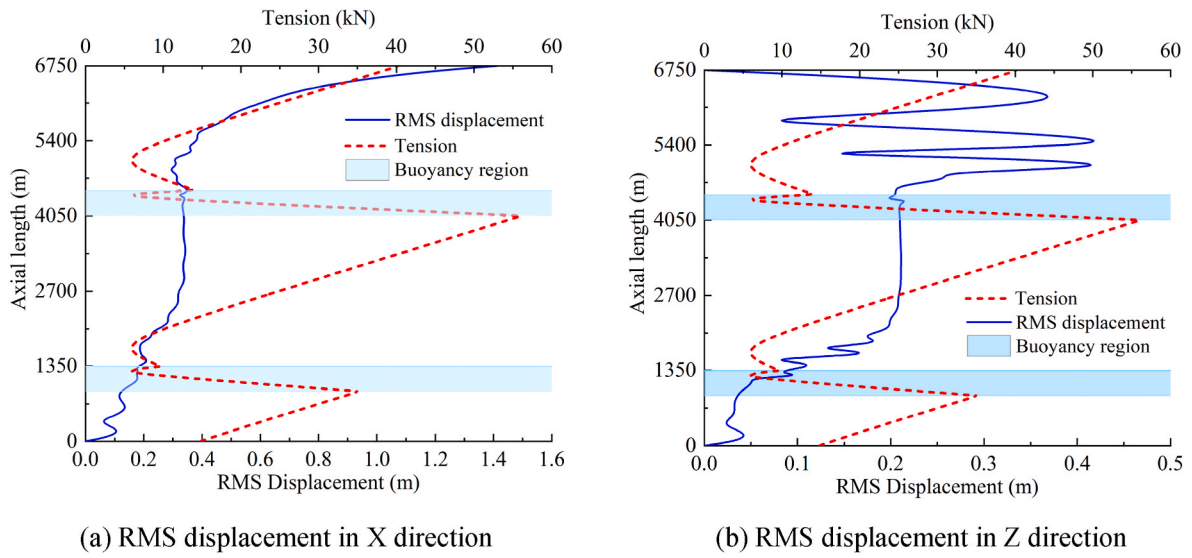 Tension (kN)
0 10 20 30 40 50 60
6750
5400
4050
2700
1350
0
Axial length (m)
RMS displacement
Tension
Buoyancy region
0.0 0.2 0.4 0.6 0.8 1.0 1.2 1.4 1.6
RMS Displacement (m)
(a) RMS displacement in X direction
Tension (kN)
0 10 20 30 40 50 60
6750
5400
4050
2700
1350
0
Axial length (m)
Tension
RMS displacement
Buoyancy region
0.0 0.1 0.2 0.3 0.4 0.5
RMS Displacement (m)
(b) RMS displacement in Z direction